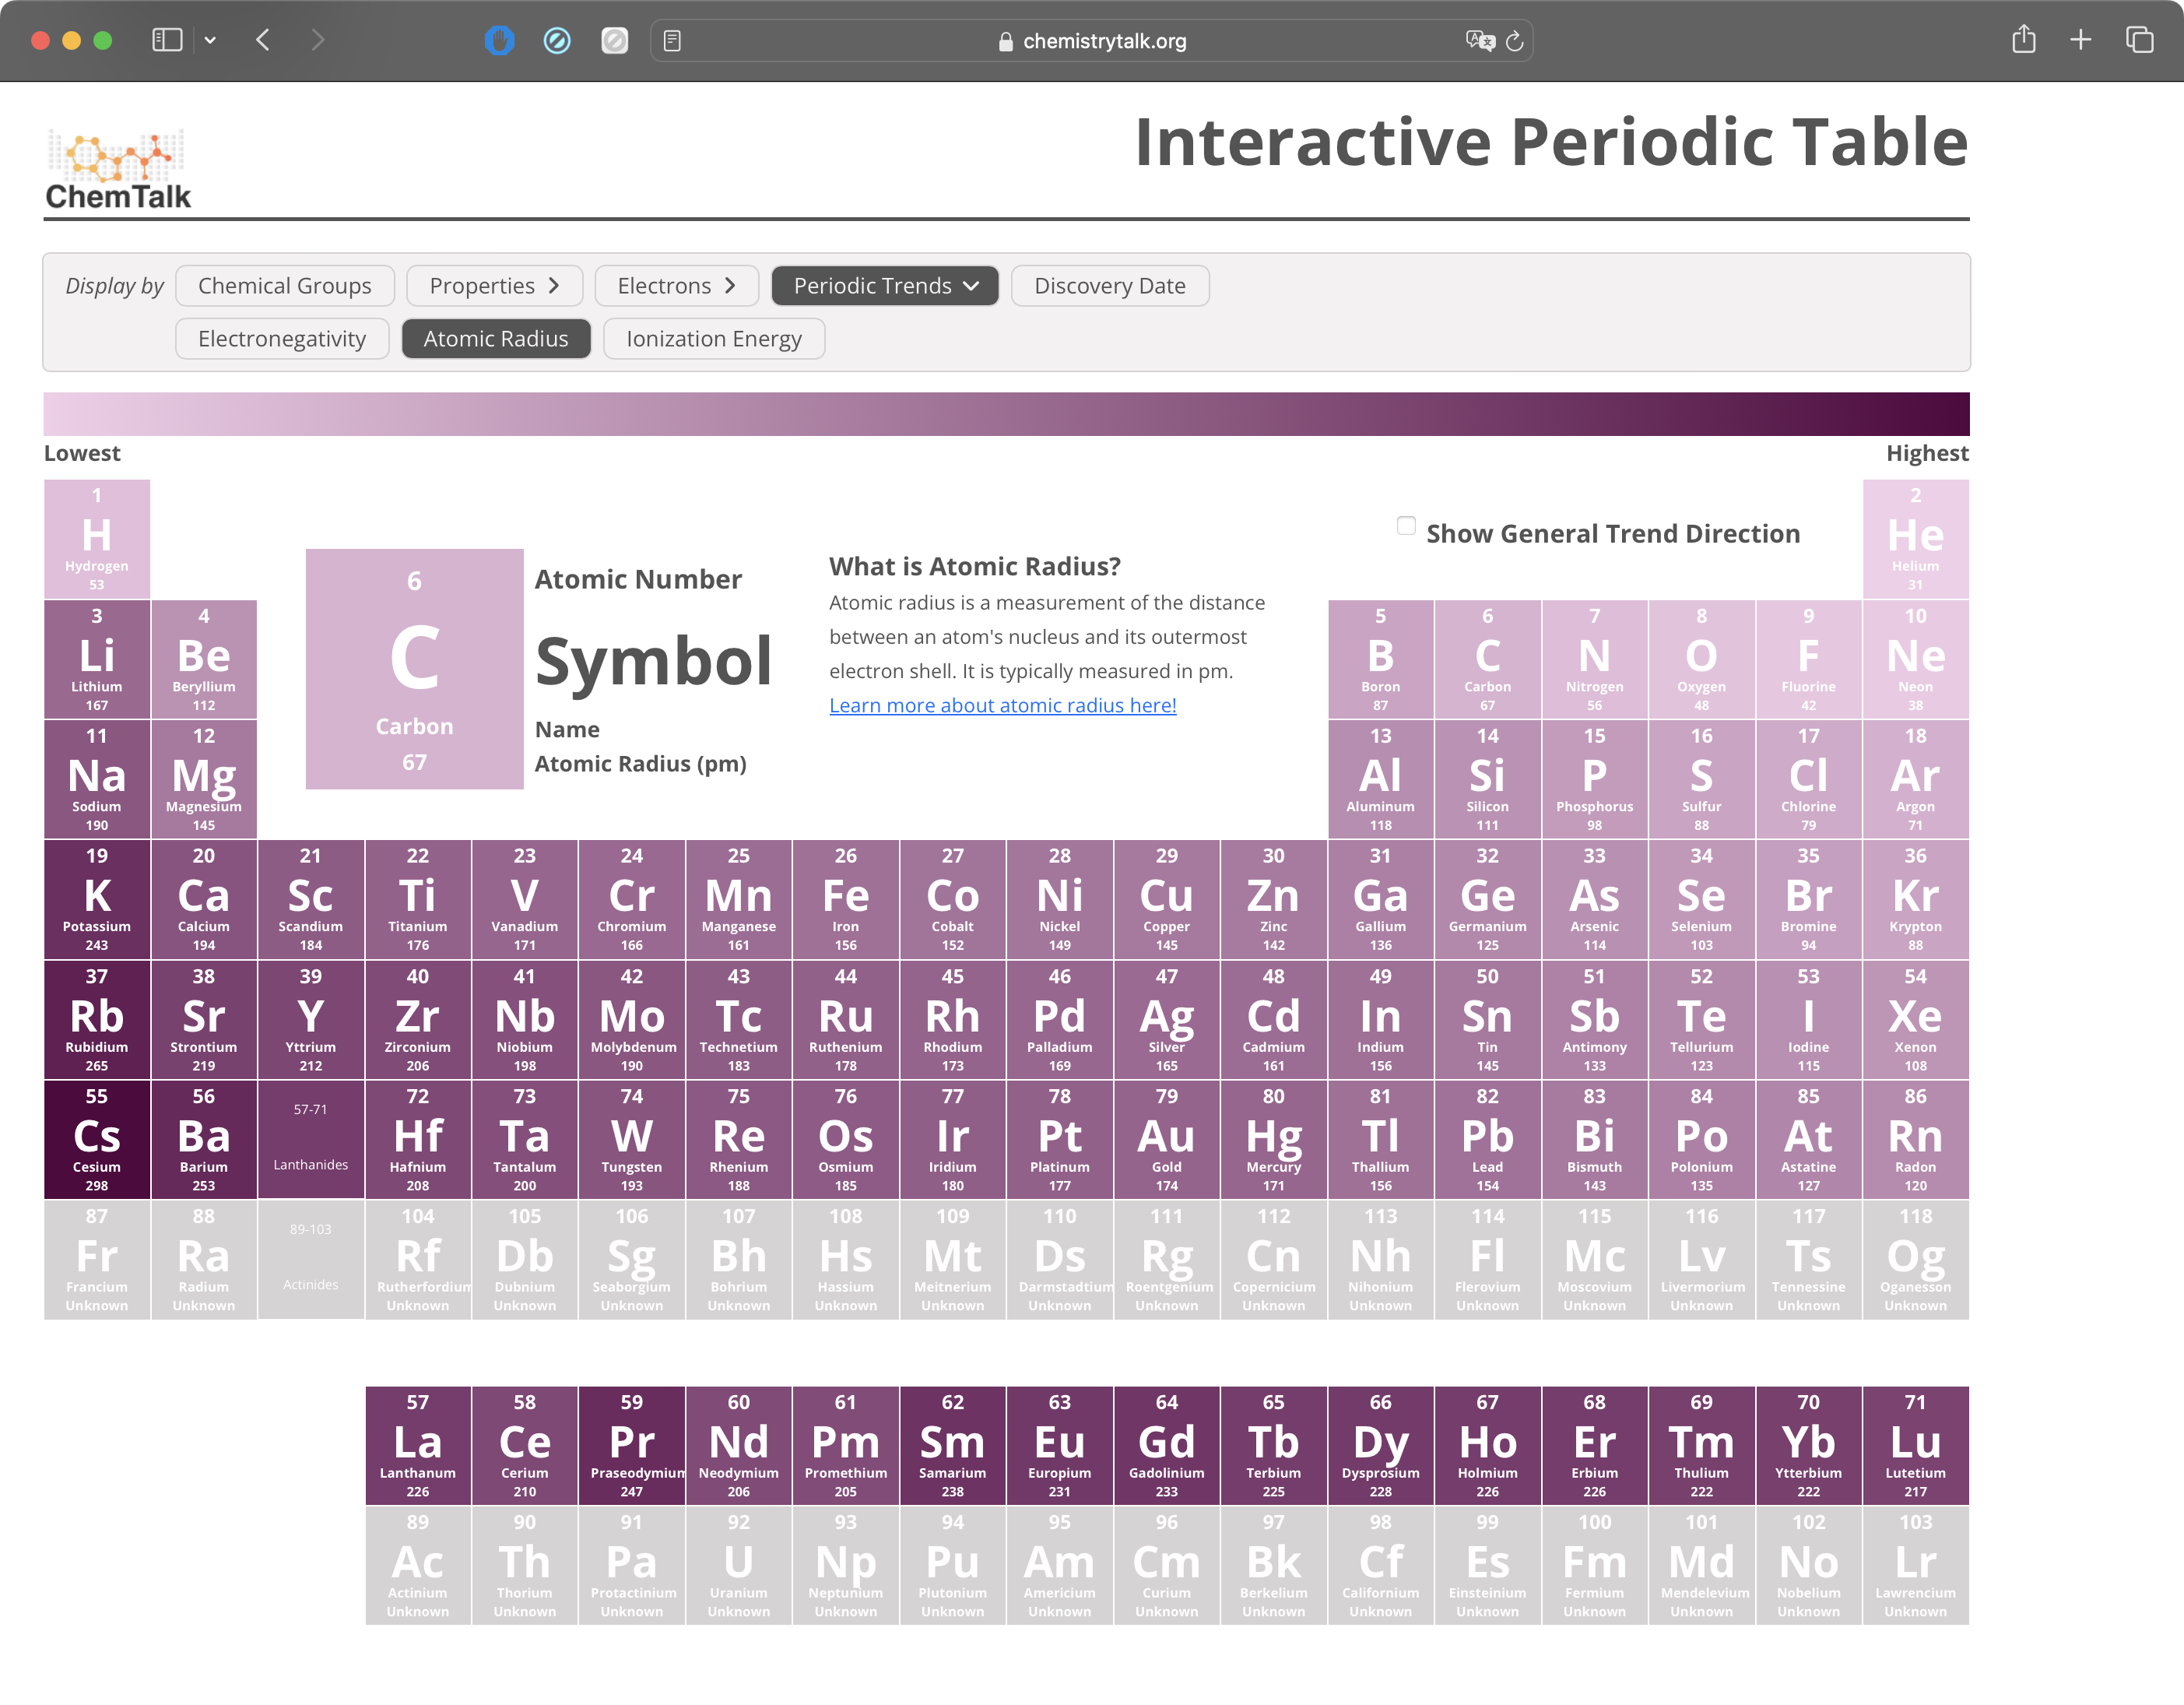 chemistrytalk.org
ChemTalk
Interactive Periodic Table
Display by Chemical Groups Properties Electrons Periodic Trends Discovery Date
Electronegativity Atomic Radius Ionization Energy
Lowest Highest
1 2
H He
Hydrogen Helium
53 31
Show General Trend Direction
6 Atomic Number
C Symbol
Carbon Name
67 Atomic Radius (pm)
What is Atomic Radius?
Atomic radius is a measurement of the distance
between an atom's nucleus and its outermost
electron shell. It is typically measured in pm.
Learn more about atomic radius here!
3 4 5 6 7 8 9 10
Li Be B C N O F Ne
Lithium Beryllium Boron Carbon Nitrogen Oxygen Fluorine Neon
167 112 87 67 56 48 42 38
11 12 13 14 15 16 17 18
Na Mg Al Si P S Cl Ar
Sodium Magnesium Aluminum Silicon Phosphorus Sulfur Chlorine Argon
190 145 118 111 98 88 79 71
19 20 21 22 23 24 25 26 27 28 29 30 31 32 33 34 35 36
K Ca Sc Ti V Cr Mn Fe Co Ni Cu Zn Ga Ge As Se Br Kr
Potassium Calcium Scandium Titanium Vanadium Chromium Manganese Iron Cobalt Nickel Copper Zinc Gallium Germanium Arsenic Selenium Bromine Krypton
243 194 184 176 171 166 161 156 152 149 145 142 136 125 114 103 94 88
37 38 39 40 41 42 43 44 45 46 47 48 49 50 51 52 53 54
Rb Sr Y Zr Nb Mo Tc Ru Rh Pd Ag Cd In Sn Sb Te I Xe
Rubidium Strontium Yttrium Zirconium Niobium Molybdenum Technetium Ruthenium Rhodium Palladium Silver Cadmium Indium Tin Antimony Tellurium Iodine Xenon
265 219 212 206 198 190 183 178 173 169 165 161 156 145 133 123 115 108
55 56 57-71 72 73 74 75 76 77 78 79 80 81 82 83 84 85 86
Cs Ba Hf Ta W Re Os Ir Pt Au Hg Tl Pb Bi Po At Rn
Cesium Barium Lanthanides Hafnium Tantalum Tungsten Rhenium Osmium Iridium Platinum Gold Mercury Thallium Lead Bismuth Polonium Astatine Radon
298 253 208 200 193 188 185 180 177 174 171 156 154 143 135 127 120
87 88 89-103 104 105 106 107 108 109 110 111 112 113 114 115 116 117 118
Fr Ra Rf Db Sg Bh Hs Mt Ds Rg Cn Nh Fl Mc Lv Ts Og
Francium Radium Actinides Rutherfordium Dubnium Seaborgium Bohrium Hassium Meitnerium Darmstadtium Roentgenium Copernicium Nihonium Flerovium Moscovium Livermorium Tennessine Oganesson
Unknown Unknown Unknown Unknown Unknown Unknown Unknown Unknown Unknown Unknown Unknown Unknown Unknown Unknown Unknown Unknown Unknown
57 58 59 60 61 62 63 64 65 66 67 68 69 70 71
La Ce Pr Nd Pm Sm Eu Gd Tb Dy Ho Er Tm Yb Lu
Lanthanum Cerium Praseodymium Neodymium Promethium Samarium Europium Gadolinium Terbium Dysprosium Holmium Erbium Thulium Ytterbium Lutetium
226 210 247 206 205 238 231 233 225 228 226 226 222 222 217
89 90 91 92 93 94 95 96 97 98 99 100 101 102 103
Ac Th Pa U Np Pu Am Cm Bk Cf Es Fm Md No Lr
Actinium Thorium Protactinium Uranium Neptunium Plutonium Americium Curium Berkelium Californium Einsteinium Fermium Mendelevium Nobelium Lawrencium
Unknown Unknown Unknown Unknown Unknown Unknown Unknown Unknown Unknown Unknown Unknown Unknown Unknown Unknown Unknown